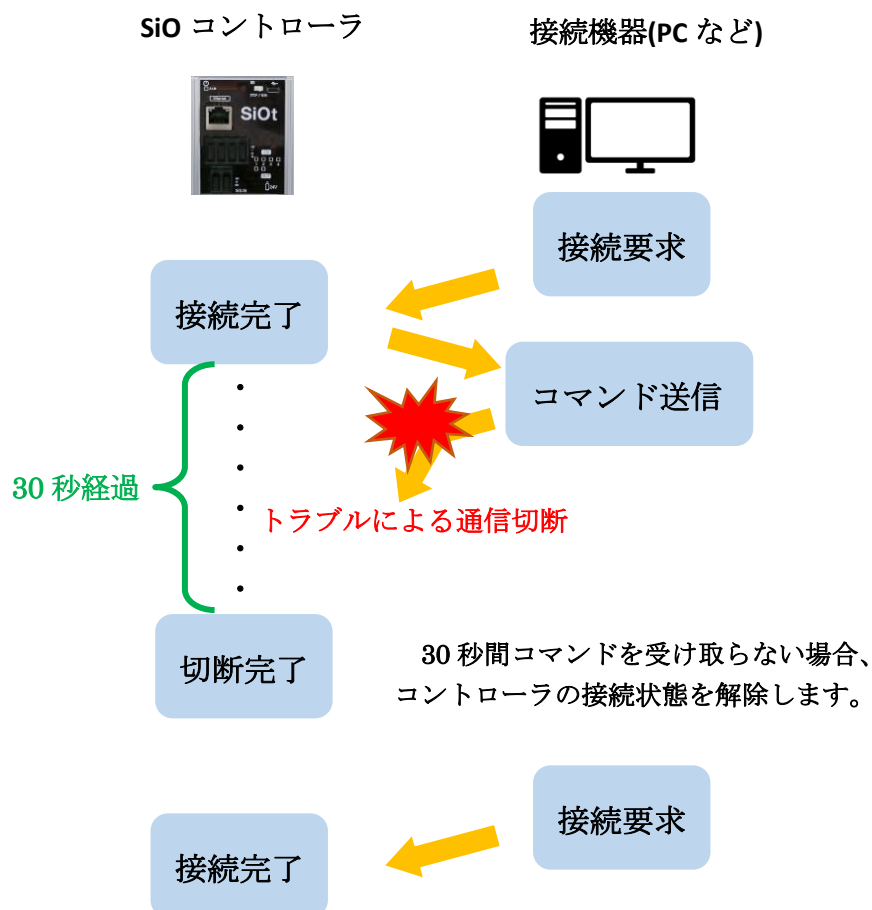 SiO コントローラ
接続機器(PC など)
SiOt
接続要求
接続完了
コマンド送信
30 秒経過
トラブルによる通信切断
切断完了
30 秒間コマンドを受け取らない場合、
コントローラの接続状態を解除します。
接続要求
接続完了